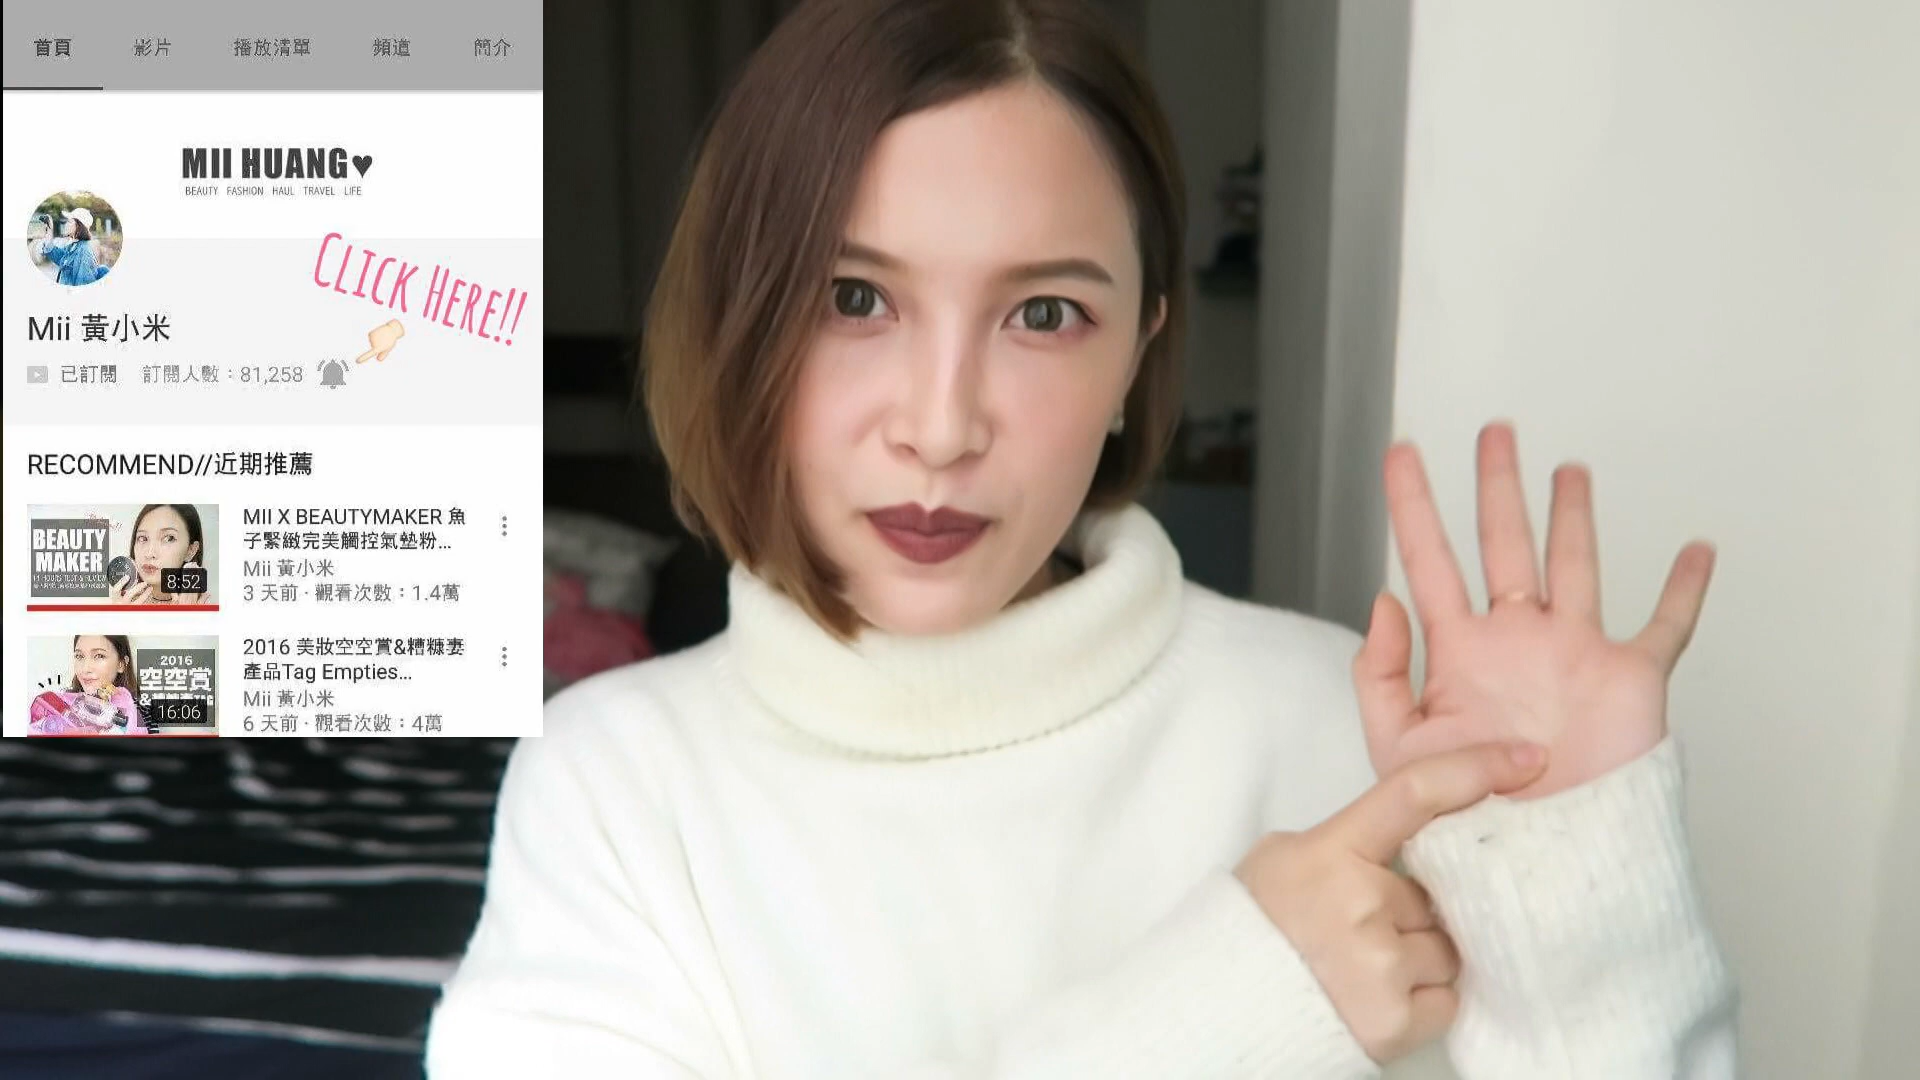 首頁 影片 播放清單 頻道 簡介
MII HUANG♥
BEAUTY FASHION HAUL TRAVEL LIFE
CLICK HERE!!
Mii 黃小米
已訂閱 訂閱人數：81,258
RECOMMEND//近期推薦
BEAUTY
MAKER
8:52
MII X BEAUTYMAKER 魚
子緊緻完美觸控氣墊粉...
Mii 黃小米
3 天前 · 觀看次數：1.4萬
2016
空空賞
16:06
2016 美妝空空賞&糟糠妻
產品Tag Empties...
Mii 黃小米
6 天前 · 觀看次數：4萬